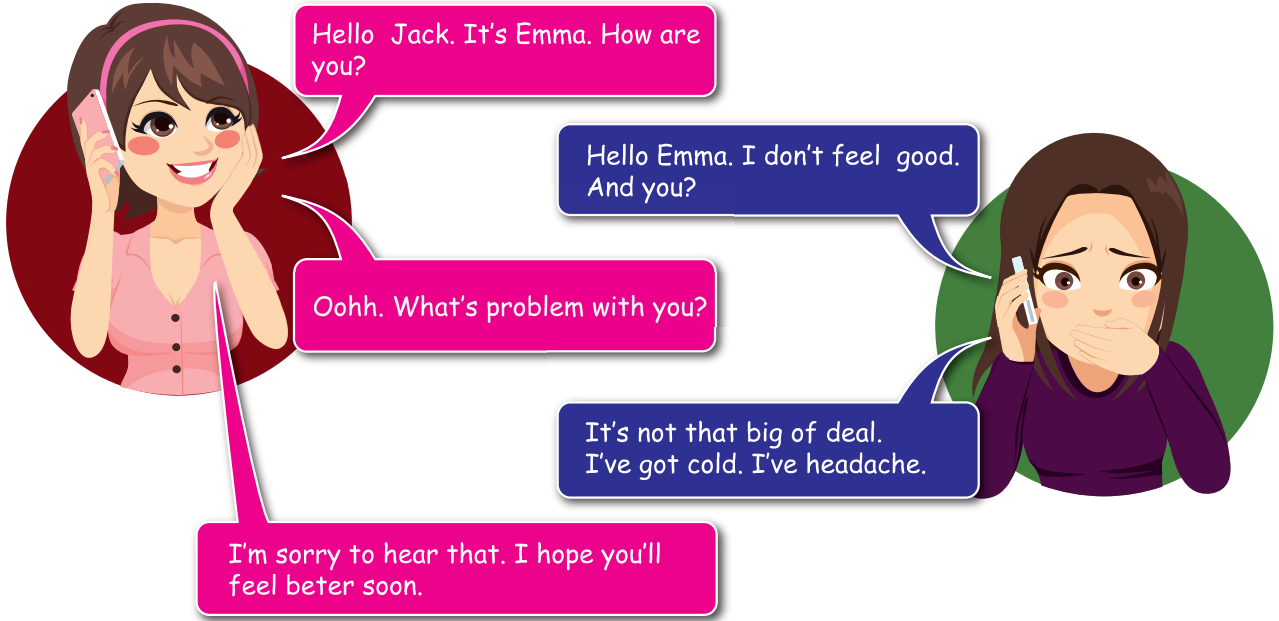 Hello Jack. It's Emma. How are
you?
Hello Emma. I don't feel good.
And you?
Oohh. What's problem with you?
It's not that big of deal.
I've got cold. I've headache.
I'm sorry to hear that. I hope you'll
feel beter soon.